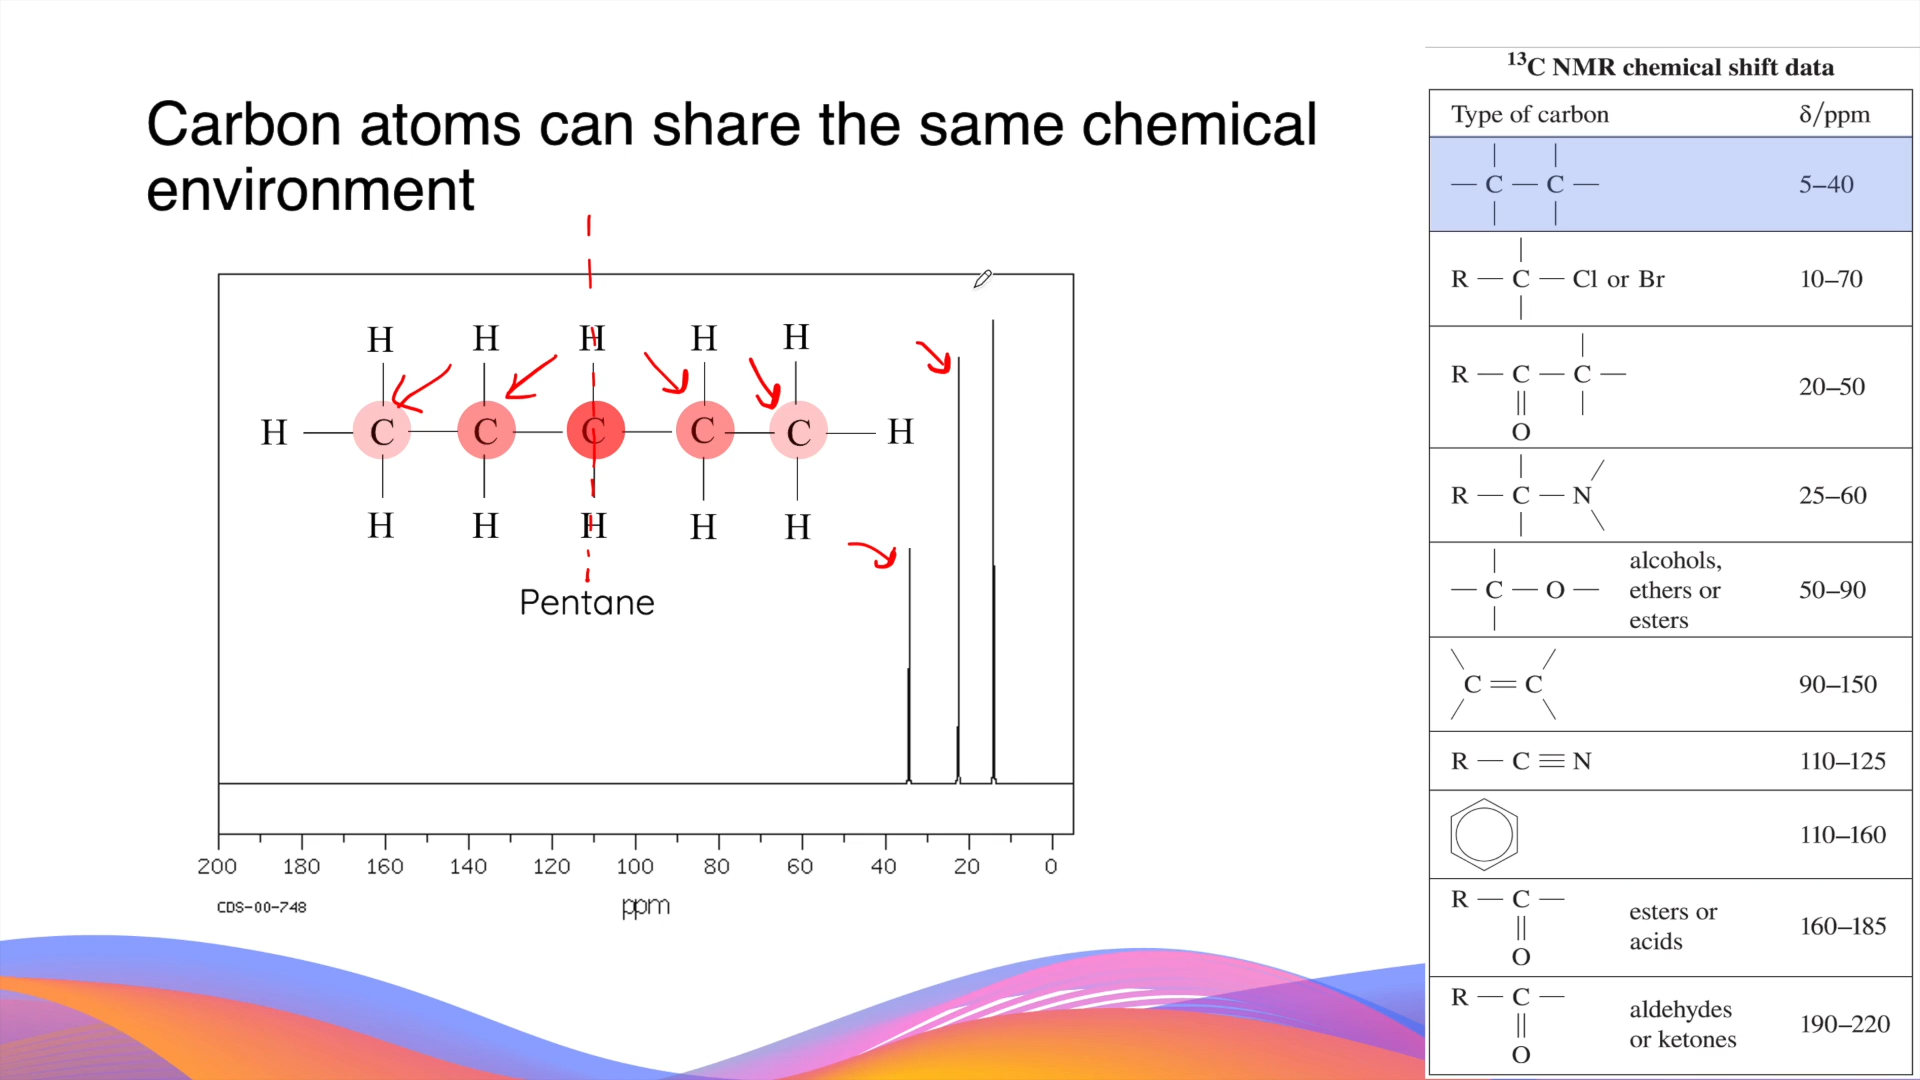 Carbon atoms can share the same chemical
environment
H H H H H
H C C C C C H
H H H H H
Pentane
200 180 160 140 120 100 80 60 40 20 0
ppm
CDS-00-748
¹³C NMR chemical shift data
Type of carbon δ/ppm
— C — C — 5–40
R — C — Cl or Br 10–70
R — C — C — 20–50
O
R — C — N 25–60
alcohols,
— C — O — ethers or 50–90
esters
C = C 90–150
R — C ≡ N 110–125
110–160
R — C —
esters or 160–185
acids
O
R — C —
aldehydes 190–220
or ketones
O